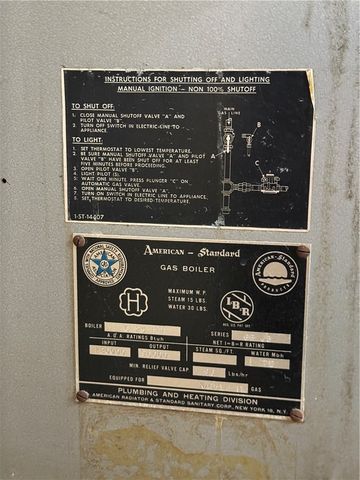 INSTRUCTIONS FOR SHUTTING OFF AND LIGHTING
MANUAL IGNITION - NON 100% SHUTOFF
TO SHUT OFF:
1. CLOSE MANUAL SHUTOFF VALVE "A" AND
PILOT VALVE "B".
2. TURN OFF SWITCH IN ELECTRIC LINE TO
APPLIANCE.
TO LIGHT:
1. SET THERMOSTAT TO LOWEST TEMPERATURE.
2. BE SURE MANUAL SHUTOFF VALVE "A" AND PILOT
VALVE "B" HAVE BEEN SHUT OFF FOR AT LEAST
FIVE MINUTES BEFORE PROCEEDING.
3. OPEN PILOT VALVE "B".
4. LIGHT PILOT (S).
5. WAIT ONE MINUTE PRESS PLUNGER "C" ON
AUTOMATIC GAS VALVE.
6. OPEN MANUAL SHUTOFF VALVE "A".
7. TURN ON SWITCH IN ELECTRIC LINE TO APPLIANCE.
8. SET THERMOSTAT TO DESIRED TEMPERATURE.
1-ST-14407
MAIN
GAS LINE
"B"
"C"
"A"
AMERICAN - Standard
GAS BOILER
MAXIMUM W.P.
STEAM 15 LBS.
WATER 30 LBS.
H
I=B=R
REG. U.S. PAT. OFF.
AMERICAN-Standard
PRODUCTS
BOILER
SERIES
A.G.A. RATINGS Btuh
NET I=B=R RATING
INPUT
OUTPUT
STEAM SQ./FT.
WATER Mbh
MIN. RELIEF VALVE CAP
Lbs/hr
EQUIPPED FOR
GAS
PLUMBING AND HEATING DIVISION
AMERICAN RADIATOR & STANDARD SANITARY CORP., NEW YORK 18, N.Y.